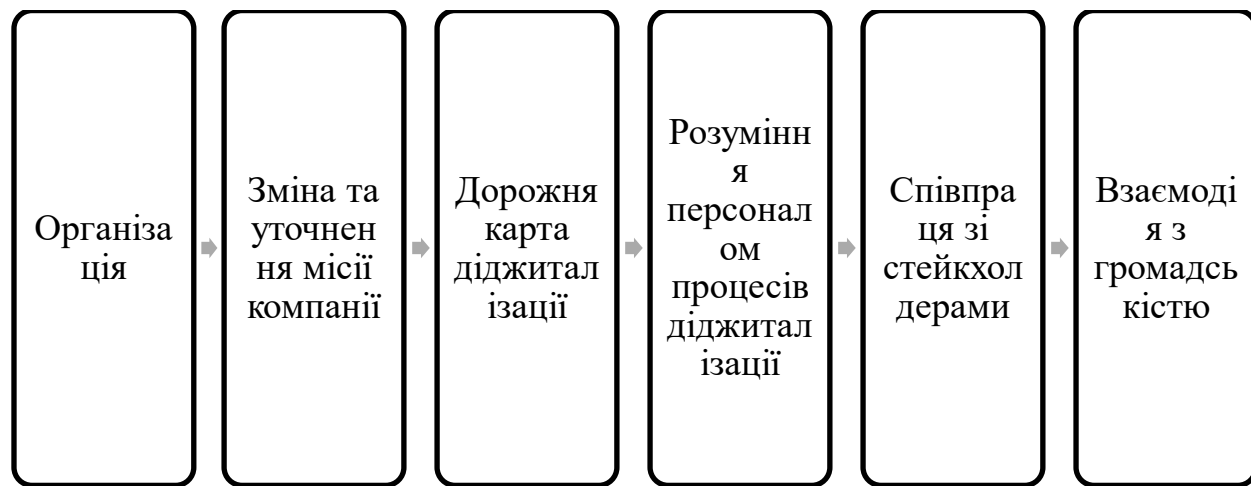 Організа
ція
Зміна та
уточнен
ня місії
компанії
Дорожня
карта
діджитал
ізації
Розумінн
я
персонал
ом
процесів
діджитал
ізації
Співпра
ця зі
стейкхол
дерами
Взаємоді
я з
громадсь
кістю